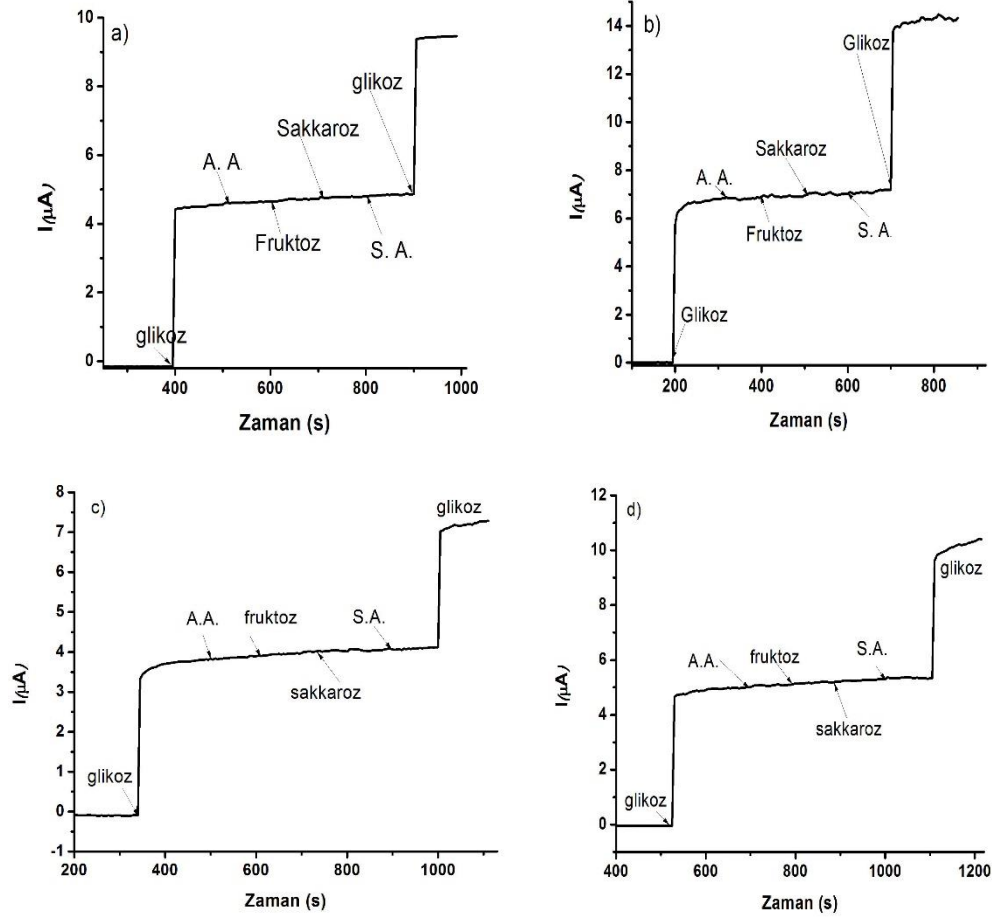 a)
10
8
6
4
2
0
I(µA)
glikoz
A. A.
Fruktoz
Sakkaroz
S. A.
glikoz
400
600
800
1000
Zaman (s)
b)
14
12
10
8
6
4
2
0
I(µA)
Glikoz
A. A.
Fruktoz
Sakkaroz
S. A.
Glikoz
200
400
600
800
Zaman (s)
c)
8
7
6
5
4
3
2
1
0
-1
I(µA)
glikoz
A.A.
fruktoz
sakkaroz
S.A.
glikoz
200
400
600
800
1000
Zaman (s)
d)
12
10
8
6
4
2
0
I(µA)
glikoz
A.A.
fruktoz
sakkaroz
S.A.
glikoz
400
600
800
1000
1200
Zaman (s)